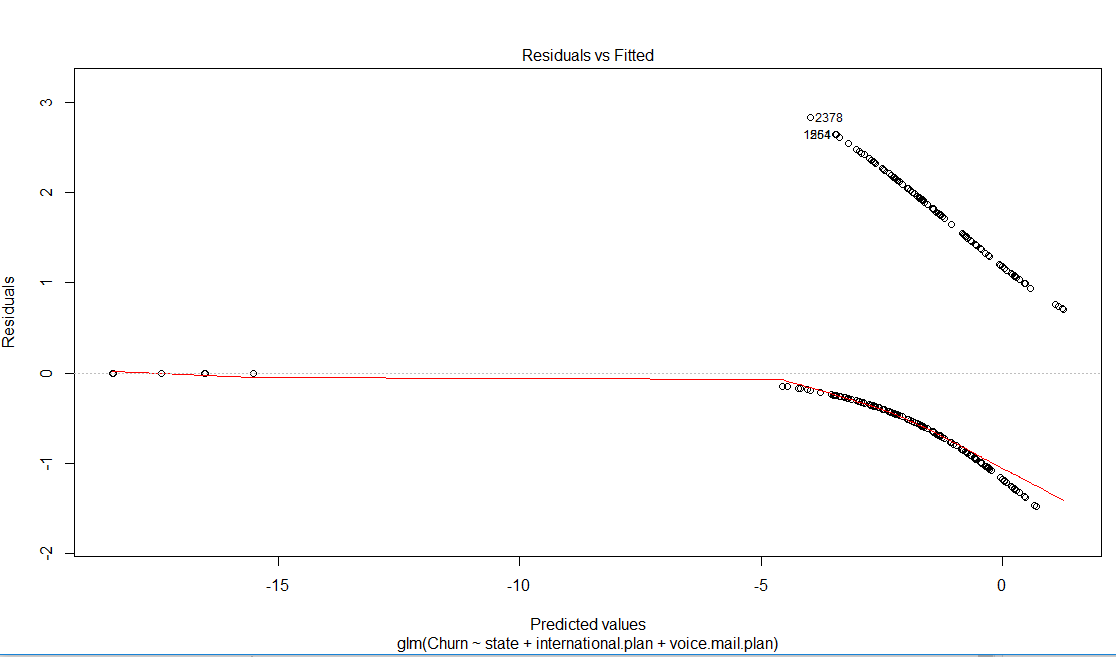 Residuals vs Fitted
3
2
1
0
-1
-2
Residuals
2378
-15
-10
-5
0
Predicted values
glm(Churn ~ state + international.plan + voice.mail.plan)